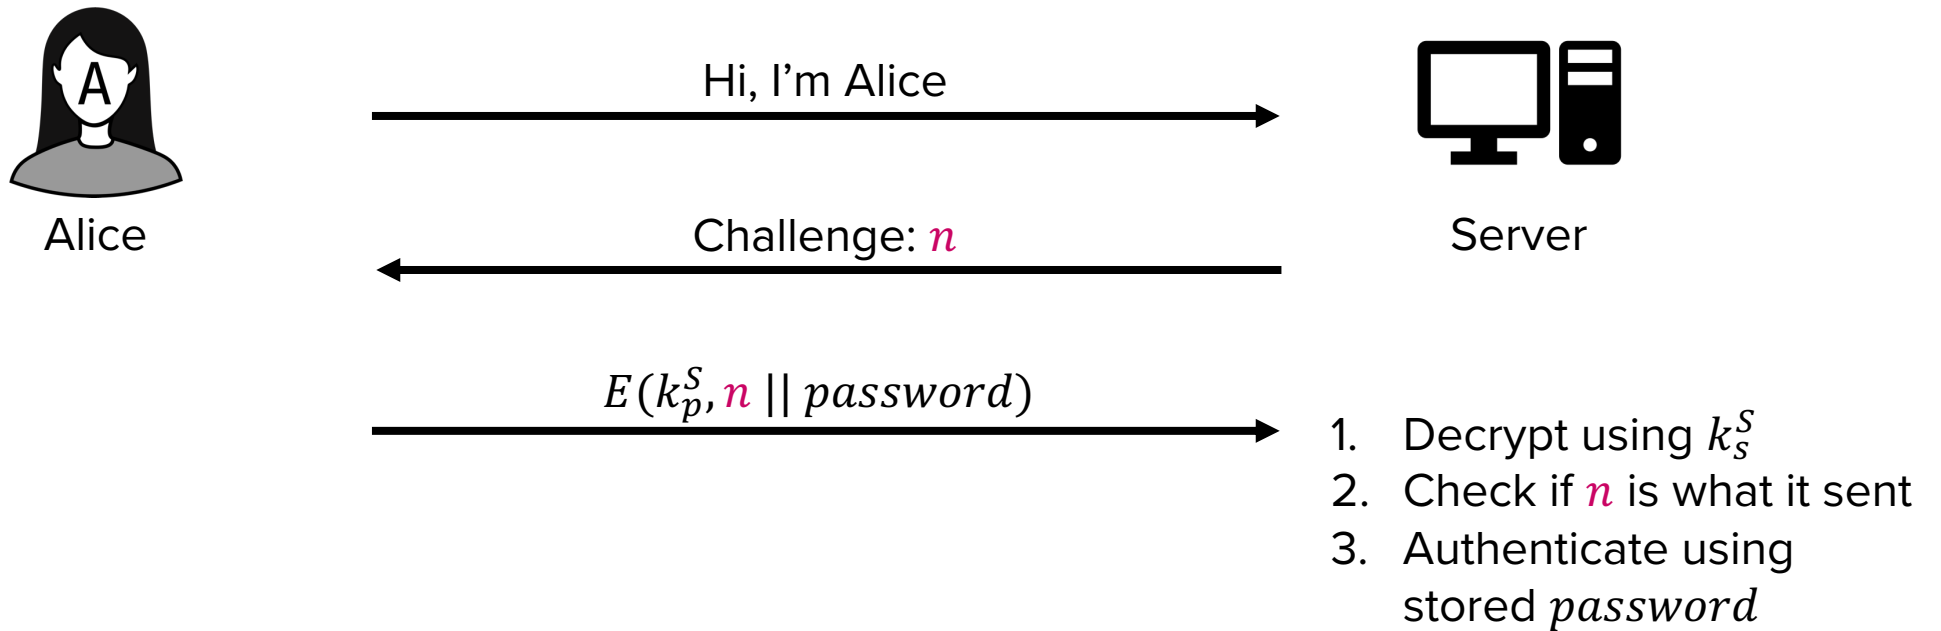 A
Hi, I’m Alice
Alice
Challenge: n
Server
E(k_p^S, n || password)
1. Decrypt using k_s^S
2. Check if n is what it sent
3. Authenticate using
stored password